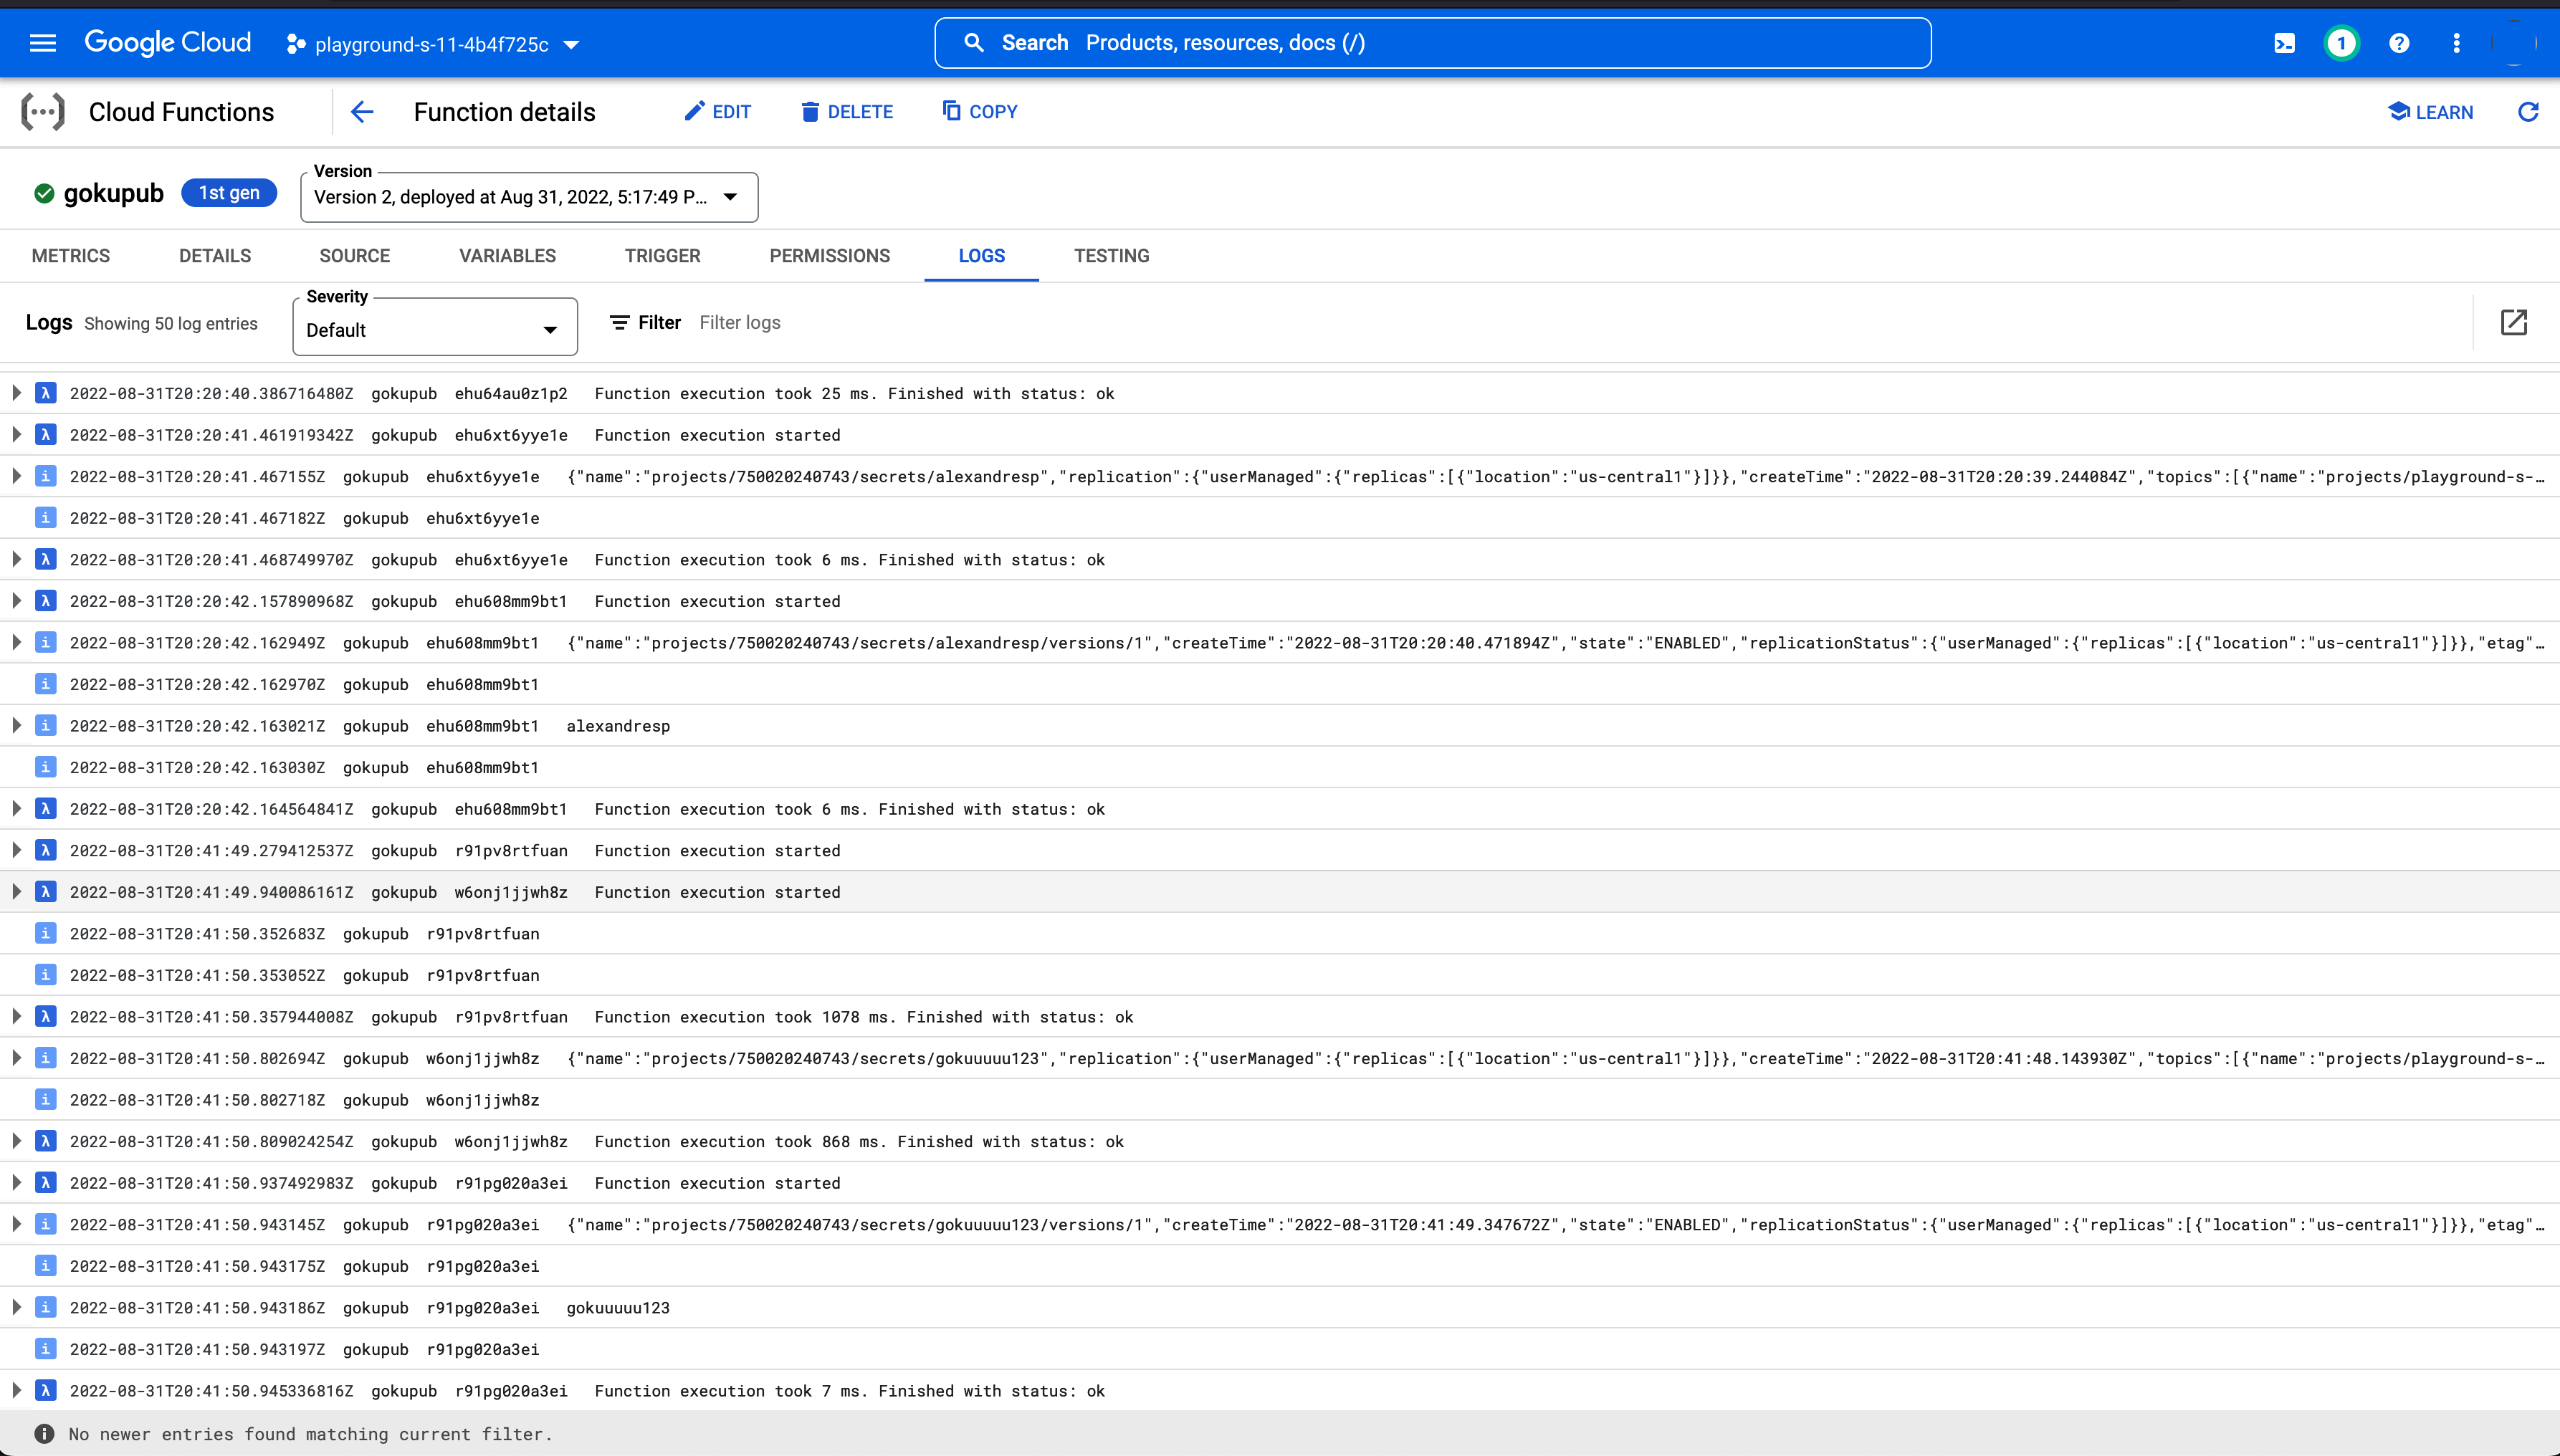 Google Cloud playground-s-11-4b4f725c Search Products, resources, docs (/) 1
Cloud Functions Function details EDIT DELETE COPY LEARN
gokupub 1st gen Version Version 2, deployed at Aug 31, 2022, 5:17:49 P...
METRICS DETAILS SOURCE VARIABLES TRIGGER PERMISSIONS LOGS TESTING
Logs Showing 50 log entries Severity Default Filter Filter logs
λ 2022-08-31T20:20:40.386716480Z gokupub ehu64au0z1p2 Function execution took 25 ms. Finished with status: ok
λ 2022-08-31T20:20:41.461919342Z gokupub ehu6xt6yye1e Function execution started
i 2022-08-31T20:20:41.467155Z gokupub ehu6xt6yye1e {"name":"projects/750020240743/secrets/alexandresp","replication":{"userManaged":{"replicas":[{"location":"us-central1"}]}},"createTime":"2022-08-31T20:20:39.244084Z","topics":[{"name":"projects/playground-s-…
i 2022-08-31T20:20:41.467182Z gokupub ehu6xt6yye1e
λ 2022-08-31T20:20:41.468749970Z gokupub ehu6xt6yye1e Function execution took 6 ms. Finished with status: ok
λ 2022-08-31T20:20:42.157890968Z gokupub ehu608mm9bt1 Function execution started
i 2022-08-31T20:20:42.162949Z gokupub ehu608mm9bt1 {"name":"projects/750020240743/secrets/alexandresp/versions/1","createTime":"2022-08-31T20:20:40.471894Z","state":"ENABLED","replicationStatus":{"userManaged":{"replicas":[{"location":"us-central1"}]}},"etag"…
i 2022-08-31T20:20:42.162970Z gokupub ehu608mm9bt1
i 2022-08-31T20:20:42.163021Z gokupub ehu608mm9bt1 alexandresp
i 2022-08-31T20:20:42.163030Z gokupub ehu608mm9bt1
λ 2022-08-31T20:20:42.164564841Z gokupub ehu608mm9bt1 Function execution took 6 ms. Finished with status: ok
λ 2022-08-31T20:41:49.279412537Z gokupub r91pv8rtfuan Function execution started
λ 2022-08-31T20:41:49.940086161Z gokupub w6onj1jjwh8z Function execution started
i 2022-08-31T20:41:50.352683Z gokupub r91pv8rtfuan
i 2022-08-31T20:41:50.353052Z gokupub r91pv8rtfuan
λ 2022-08-31T20:41:50.357944008Z gokupub r91pv8rtfuan Function execution took 1078 ms. Finished with status: ok
i 2022-08-31T20:41:50.802694Z gokupub w6onj1jjwh8z {"name":"projects/750020240743/secrets/gokuuuuu123","replication":{"userManaged":{"replicas":[{"location":"us-central1"}]}},"createTime":"2022-08-31T20:41:48.143930Z","topics":[{"name":"projects/playground-s-…
i 2022-08-31T20:41:50.802718Z gokupub w6onj1jjwh8z
λ 2022-08-31T20:41:50.809024254Z gokupub w6onj1jjwh8z Function execution took 868 ms. Finished with status: ok
λ 2022-08-31T20:41:50.937492983Z gokupub r91pg020a3ei Function execution started
i 2022-08-31T20:41:50.943145Z gokupub r91pg020a3ei {"name":"projects/750020240743/secrets/gokuuuuu123/versions/1","createTime":"2022-08-31T20:41:49.347672Z","state":"ENABLED","replicationStatus":{"userManaged":{"replicas":[{"location":"us-central1"}]}},"etag"…
i 2022-08-31T20:41:50.943175Z gokupub r91pg020a3ei
i 2022-08-31T20:41:50.943186Z gokupub r91pg020a3ei gokuuuuu123
i 2022-08-31T20:41:50.943197Z gokupub r91pg020a3ei
λ 2022-08-31T20:41:50.945336816Z gokupub r91pg020a3ei Function execution took 7 ms. Finished with status: ok
No newer entries found matching current filter.